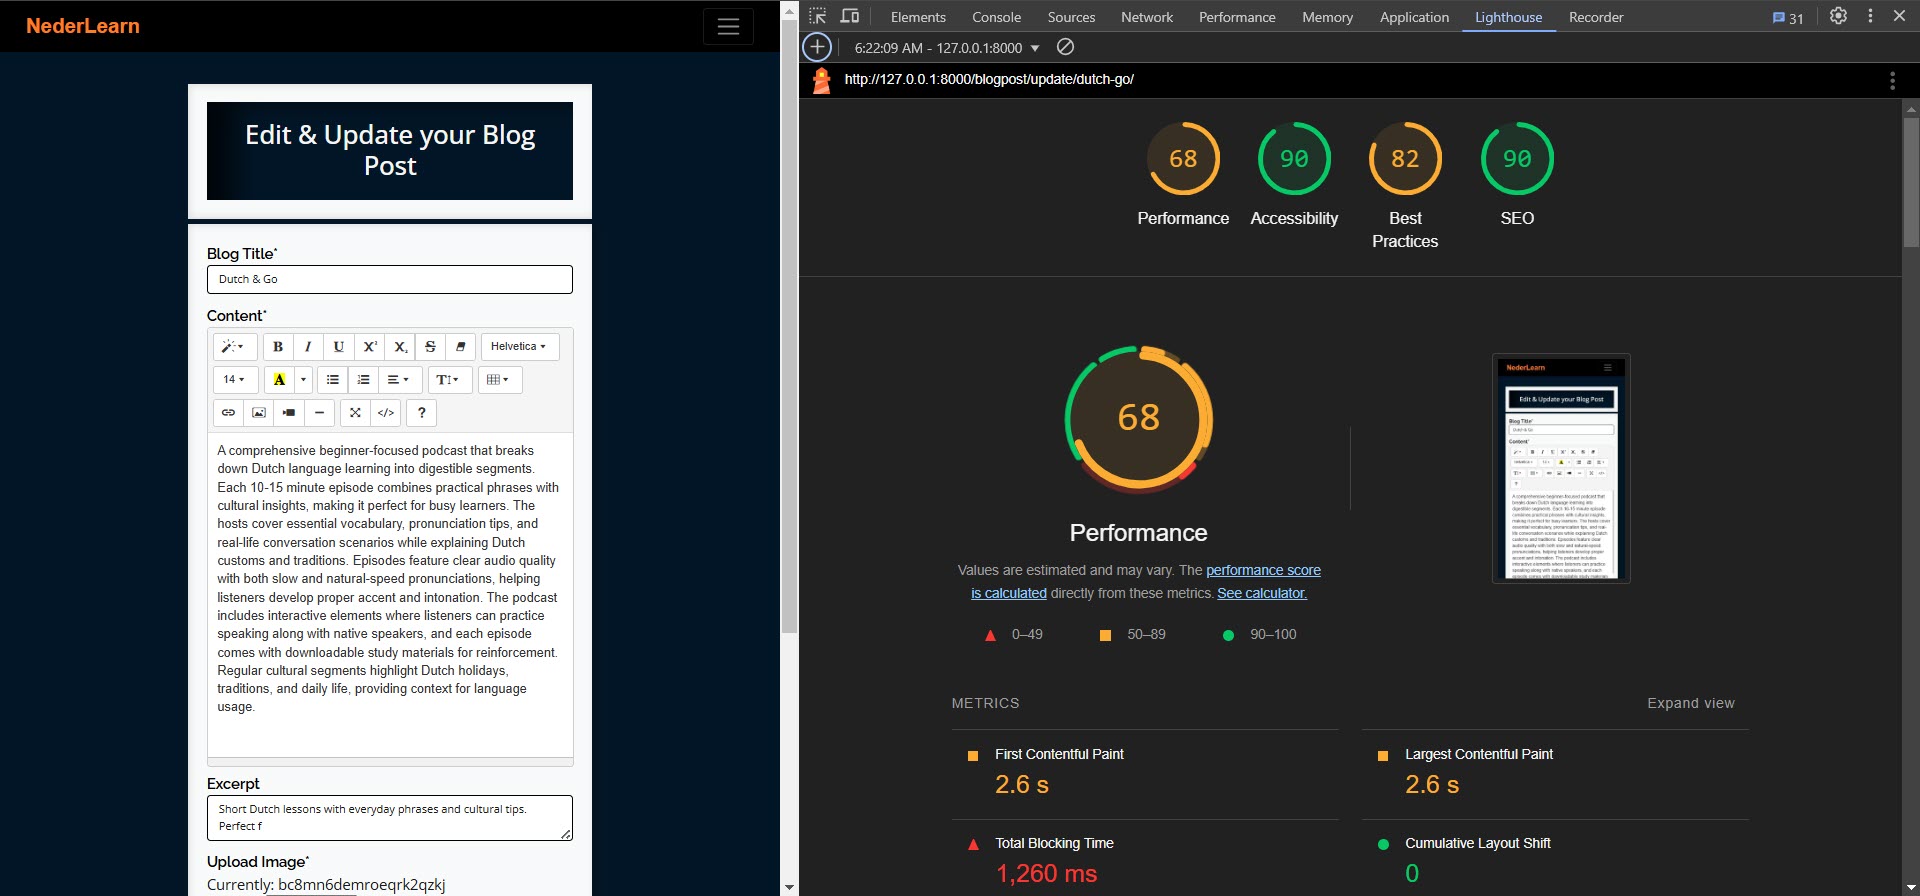 NederLearn
Edit & Update your Blog
Post
Blog Title*
Dutch & Go
Content*
B I U X² X₂ S Helvetica
14 A T
</> ?
A comprehensive beginner-focused podcast that breaks
down Dutch language learning into digestible segments.
Each 10-15 minute episode combines practical phrases with
cultural insights, making it perfect for busy learners. The
hosts cover essential vocabulary, pronunciation tips, and
real-life conversation scenarios while explaining Dutch
customs and traditions. Episodes feature clear audio quality
with both slow and natural-speed pronunciations, helping
listeners develop proper accent and intonation. The podcast
includes interactive elements where listeners can practice
speaking along with native speakers, and each episode
comes with downloadable study materials for reinforcement.
Regular cultural segments highlight Dutch holidays,
traditions, and daily life, providing context for language
usage.
Excerpt
Short Dutch lessons with everyday phrases and cultural tips.
Perfect f
Upload Image*
Currently: bc8mn6demroeqrk2qzkj
Elements Console Sources Network Performance Memory Application Lighthouse Recorder 31
6:22:09 AM - 127.0.0.1:8000
http://127.0.0.1:8000/blogpost/update/dutch-go/
68 90 82 90
Performance Accessibility Best
Practices SEO
68
Performance
Values are estimated and may vary. The performance score
is calculated directly from these metrics. See calculator.
0–49 50–89 90–100
NederLearn
Edit & Update your Blog Post
Blog Title*
Dutch & Go
Content*
METRICS Expand view
First Contentful Paint
2.6 s
Largest Contentful Paint
2.6 s
Total Blocking Time
1,260 ms
Cumulative Layout Shift
0